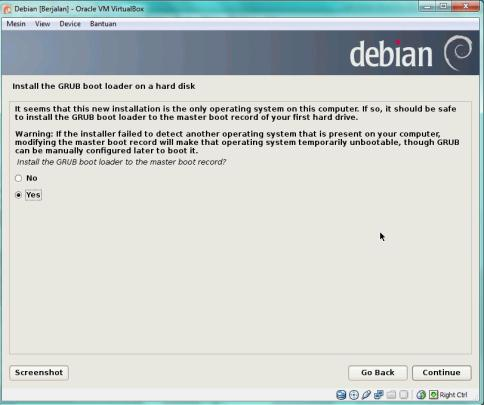 Debian [Berjalan] - Oracle VM VirtualBox
Mesin View Device Bantuan
debian
Install the GRUB boot loader on a hard disk
It seems that this new installation is the only operating system on this computer. If so, it should be safe
to install the GRUB boot loader to the master boot record of your first hard drive.
Warning: If the installer failed to detect another operating system that is present on your computer,
modifying the master boot record will make that operating system temporarily unbootable, though GRUB
can be manually configured later to boot it.
Install the GRUB boot loader to the master boot record?
No
Yes
Screenshot
Go Back
Continue
Right Ctrl